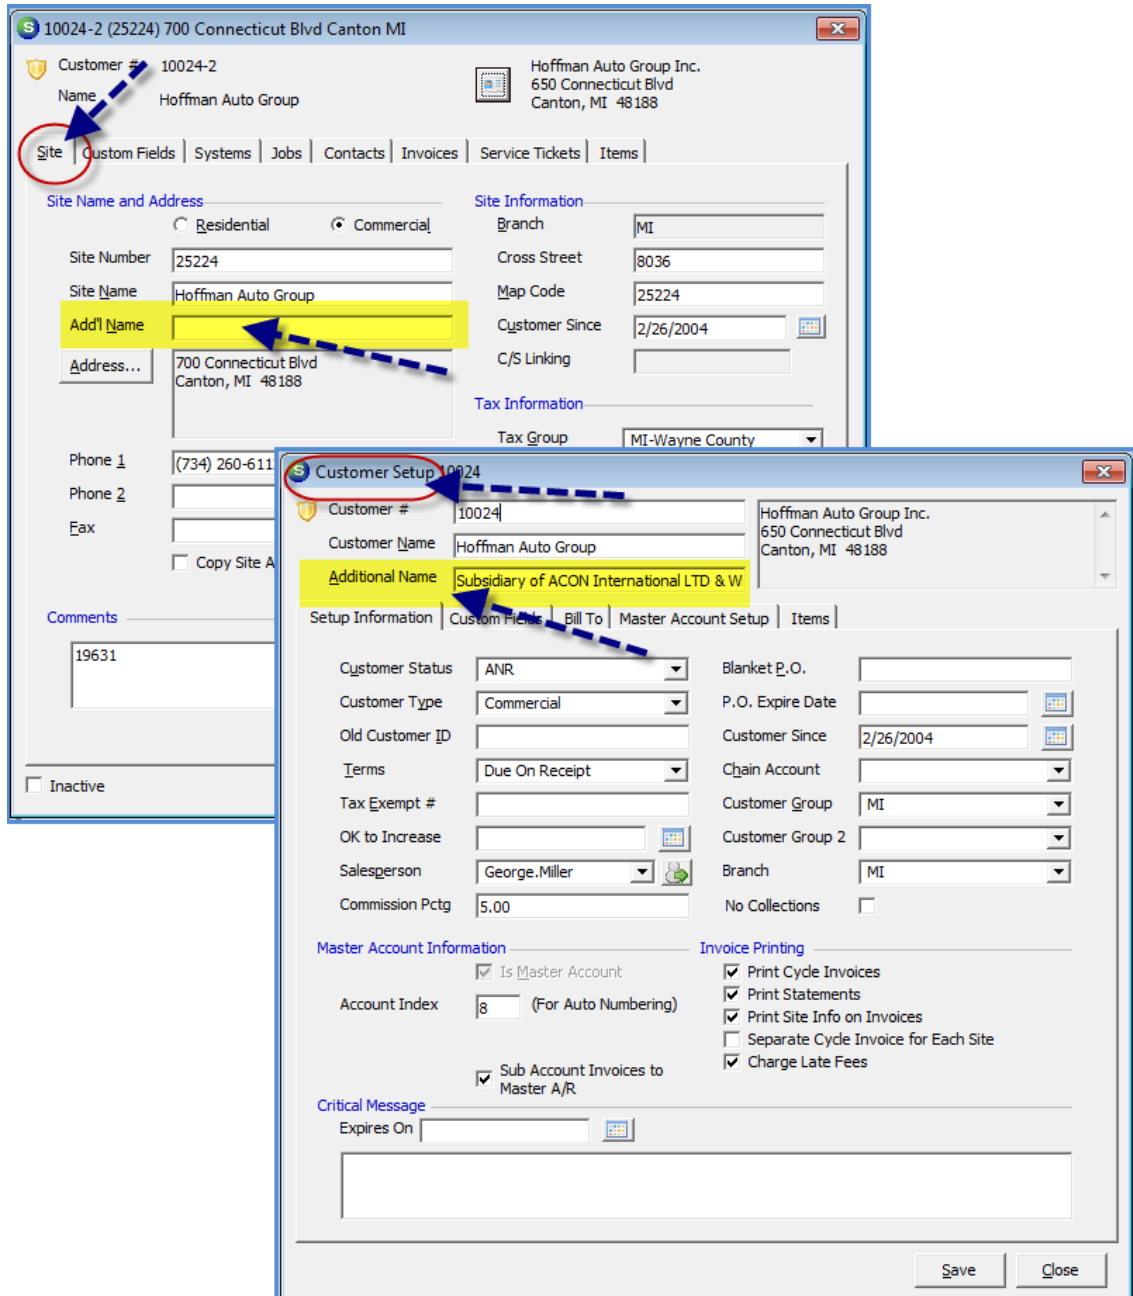 S 10024-2 (25224) 700 Connecticut Blvd Canton MI
Customer # 10024-2
Name Hoffman Auto Group
Hoffman Auto Group Inc.
650 Connecticut Blvd
Canton, MI 48188
Site Custom Fields Systems Jobs Contacts Invoices Service Tickets Items
Site Name and Address
Residential Commercial
Site Number 25224
Site Name Hoffman Auto Group
Add'l Name
Address... 700 Connecticut Blvd
Canton, MI 48188
Site Information
Branch MI
Cross Street 8036
Map Code 25224
Customer Since 2/26/2004
C/S Linking
Tax Information
Tax Group MI-Wayne County
Phone 1 (734) 260-611
Phone 2
Fax
Copy Site A
Comments
19631
Inactive
S Customer Setup 10024
Customer # 10024
Customer Name Hoffman Auto Group
Additional Name Subsidiary of ACON International LTD & W
Hoffman Auto Group Inc.
650 Connecticut Blvd
Canton, MI 48188
Setup Information Custom Fields Bill To Master Account Setup Items
Customer Status ANR
Customer Type Commercial
Old Customer ID
Terms Due On Receipt
Tax Exempt #
OK to Increase
Salesperson George.Miller
Commission Pctg 5.00
Blanket P.O.
P.O. Expire Date
Customer Since 2/26/2004
Chain Account
Customer Group MI
Customer Group 2
Branch MI
No Collections
Master Account Information
Is Master Account
Account Index 8 (For Auto Numbering)
Sub Account Invoices to
Master A/R
Invoice Printing
Print Cycle Invoices
Print Statements
Print Site Info on Invoices
Separate Cycle Invoice for Each Site
Charge Late Fees
Critical Message
Expires On
Save Close